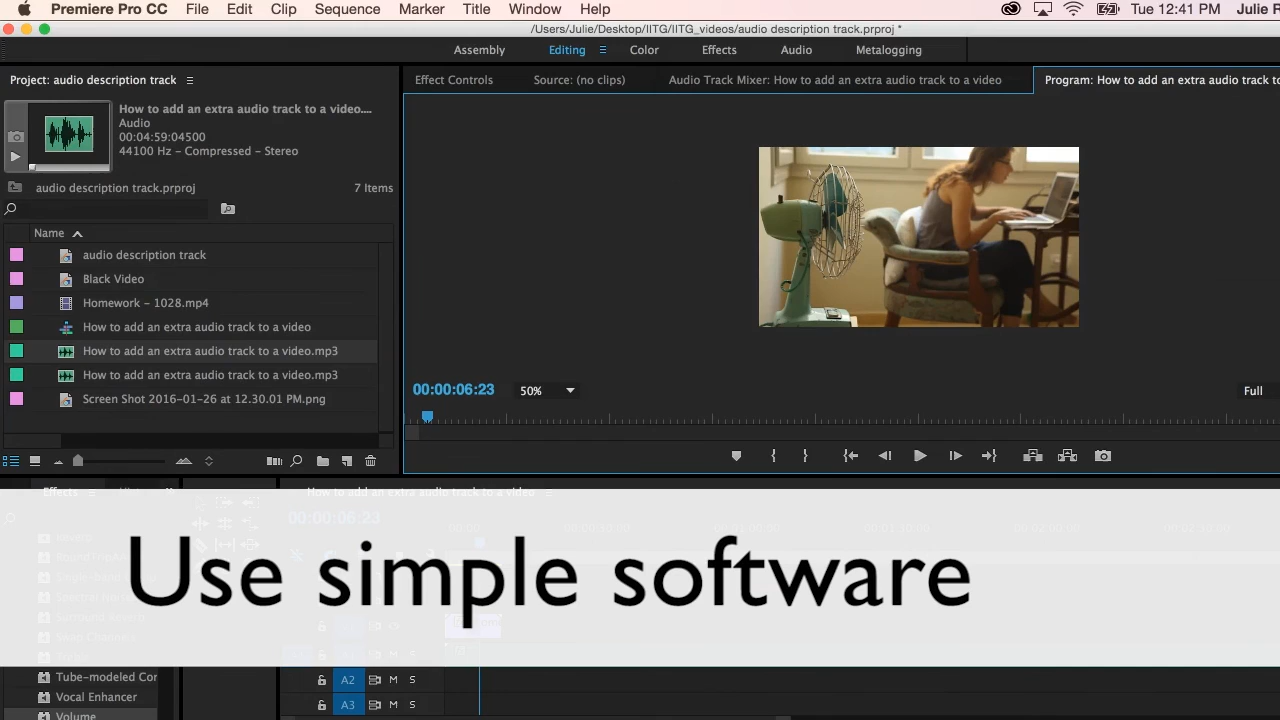 Premiere Pro CC File Edit Clip Sequence Marker Title Window Help Tue 12:41 PM Julie R
/Users/Julie/Desktop/IITG/IITG_videos/audio description track.prproj *
Assembly Editing Color Effects Audio Metalogging
Project: audio description track
Effect Controls Source: (no clips) Audio Track Mixer: How to add an extra audio track to a video Program: How to add an extra audio track to
How to add an extra audio track to a video....
Audio
00:04:59:04500
44100 Hz – Compressed – Stereo
audio description track.prproj 7 Items
Name
audio description track
Black Video
Homework – 1028.mp4
How to add an extra audio track to a video
How to add an extra audio track to a video.mp3
How to add an extra audio track to a video.mp3
Screen Shot 2016-01-26 at 12.30.01 PM.png
00:00:06:23 50% Full
Effects How to add an extra audio track to a video
00:00:06:23
Use simple software
Tube-modeled Cor
Vocal Enhancer
Volume
A2 M S
A3 M S